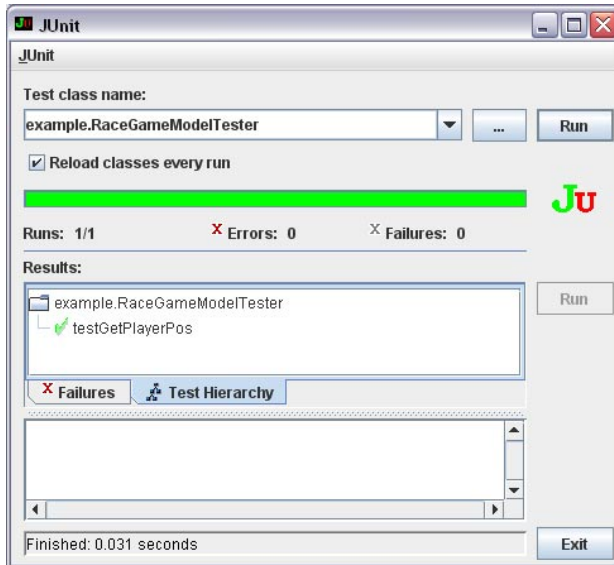 JU JUnit
JUnit
Test class name:
example.RaceGameModelTester ... Run
Reload classes every run
JU
Runs: 1/1 X Errors: 0 X Failures: 0
Results:
example.RaceGameModelTester Run
testGetPlayerPos
X Failures Test Hierarchy
Finished: 0.031 seconds Exit